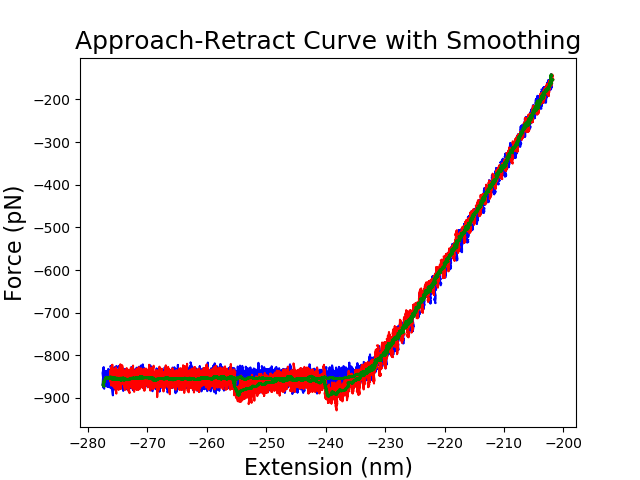 Approach-Retract Curve with Smoothing
Force (pN)
−200
−300
−400
−500
−600
−700
−800
−900
−280 −270 −260 −250 −240 −230 −220 −210 −200
Extension (nm)